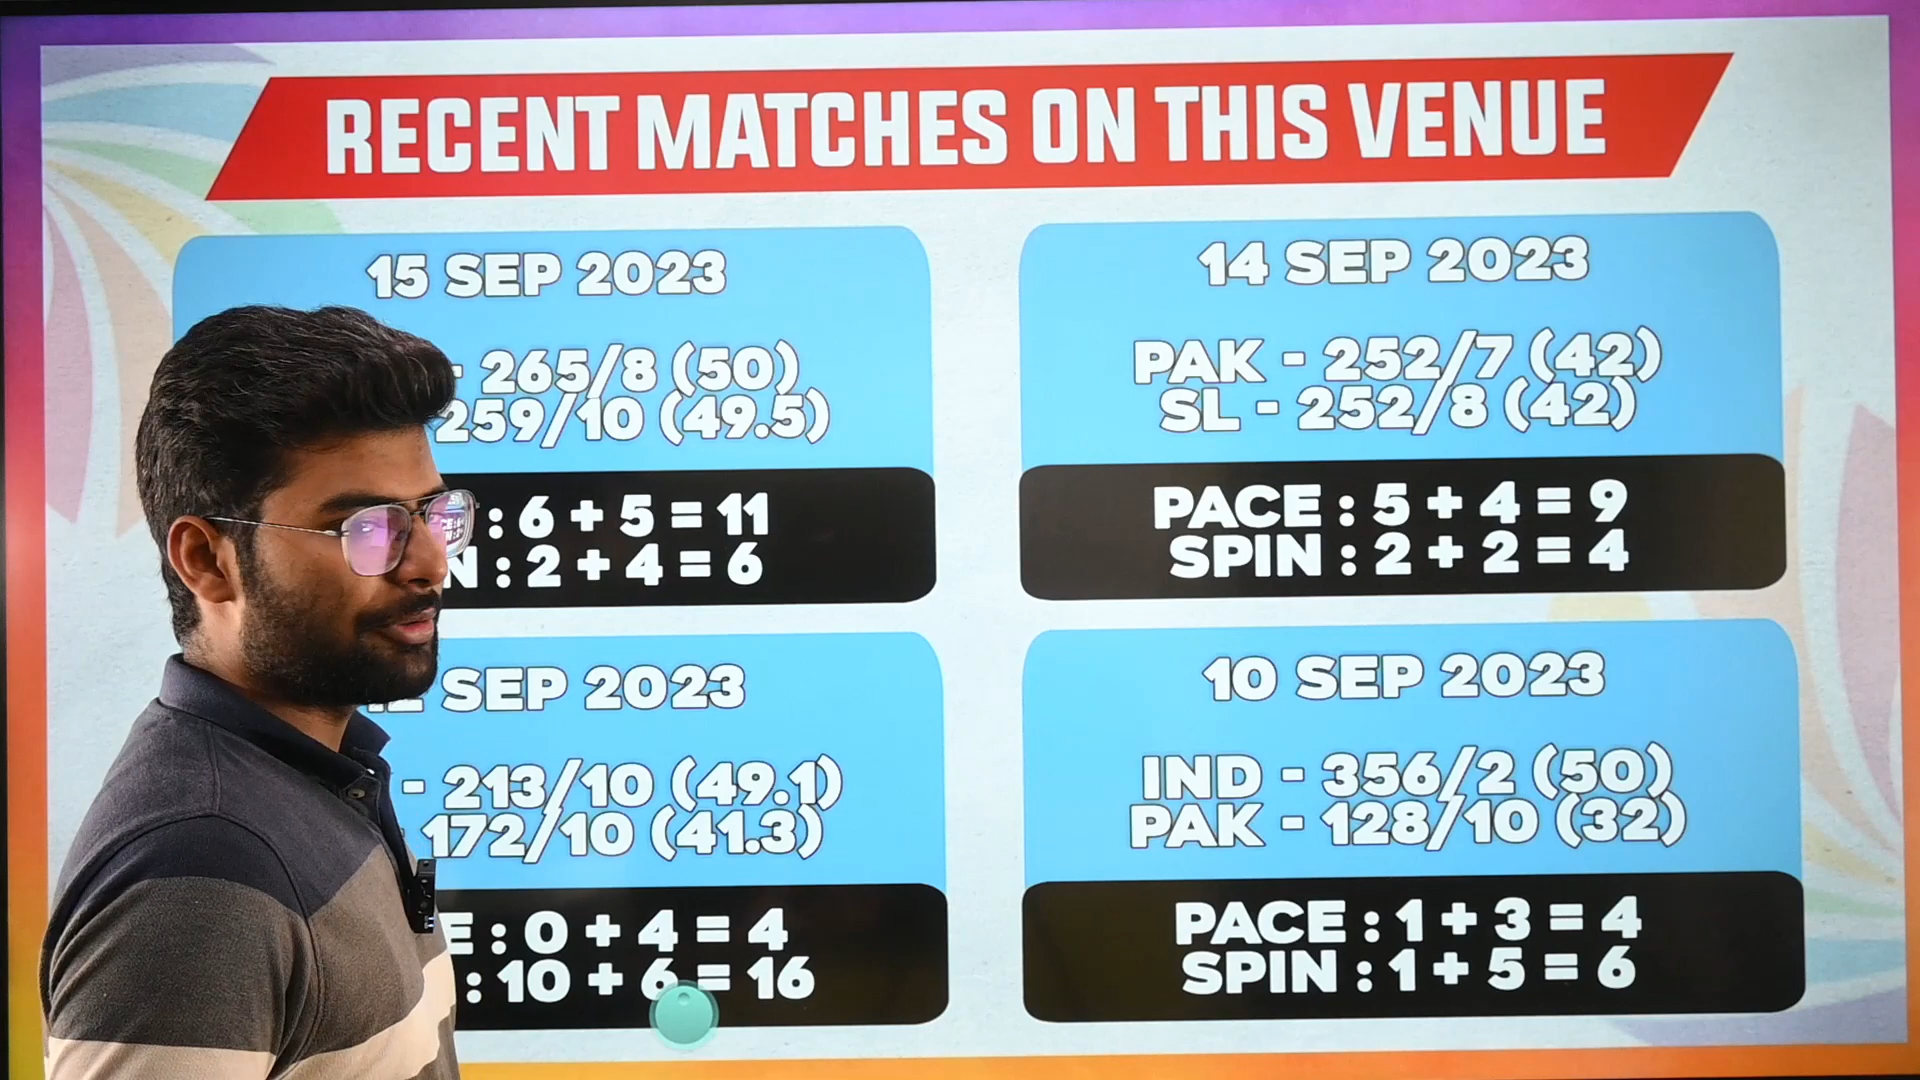 RECENT MATCHES ON THIS VENUE
15 SEP 2023
- 265/8 (50)
259/10 (49.5)
: 6 + 5 = 11
N : 2 + 4 = 6
14 SEP 2023
PAK - 252/7 (42)
SL - 252/8 (42)
PACE : 5 + 4 = 9
SPIN : 2 + 2 = 4
SEP 2023
- 213/10 (49.1)
172/10 (41.3)
E : 0 + 4 = 4
: 10 + 6 = 16
10 SEP 2023
IND - 356/2 (50)
PAK - 128/10 (32)
PACE : 1 + 3 = 4
SPIN : 1 + 5 = 6